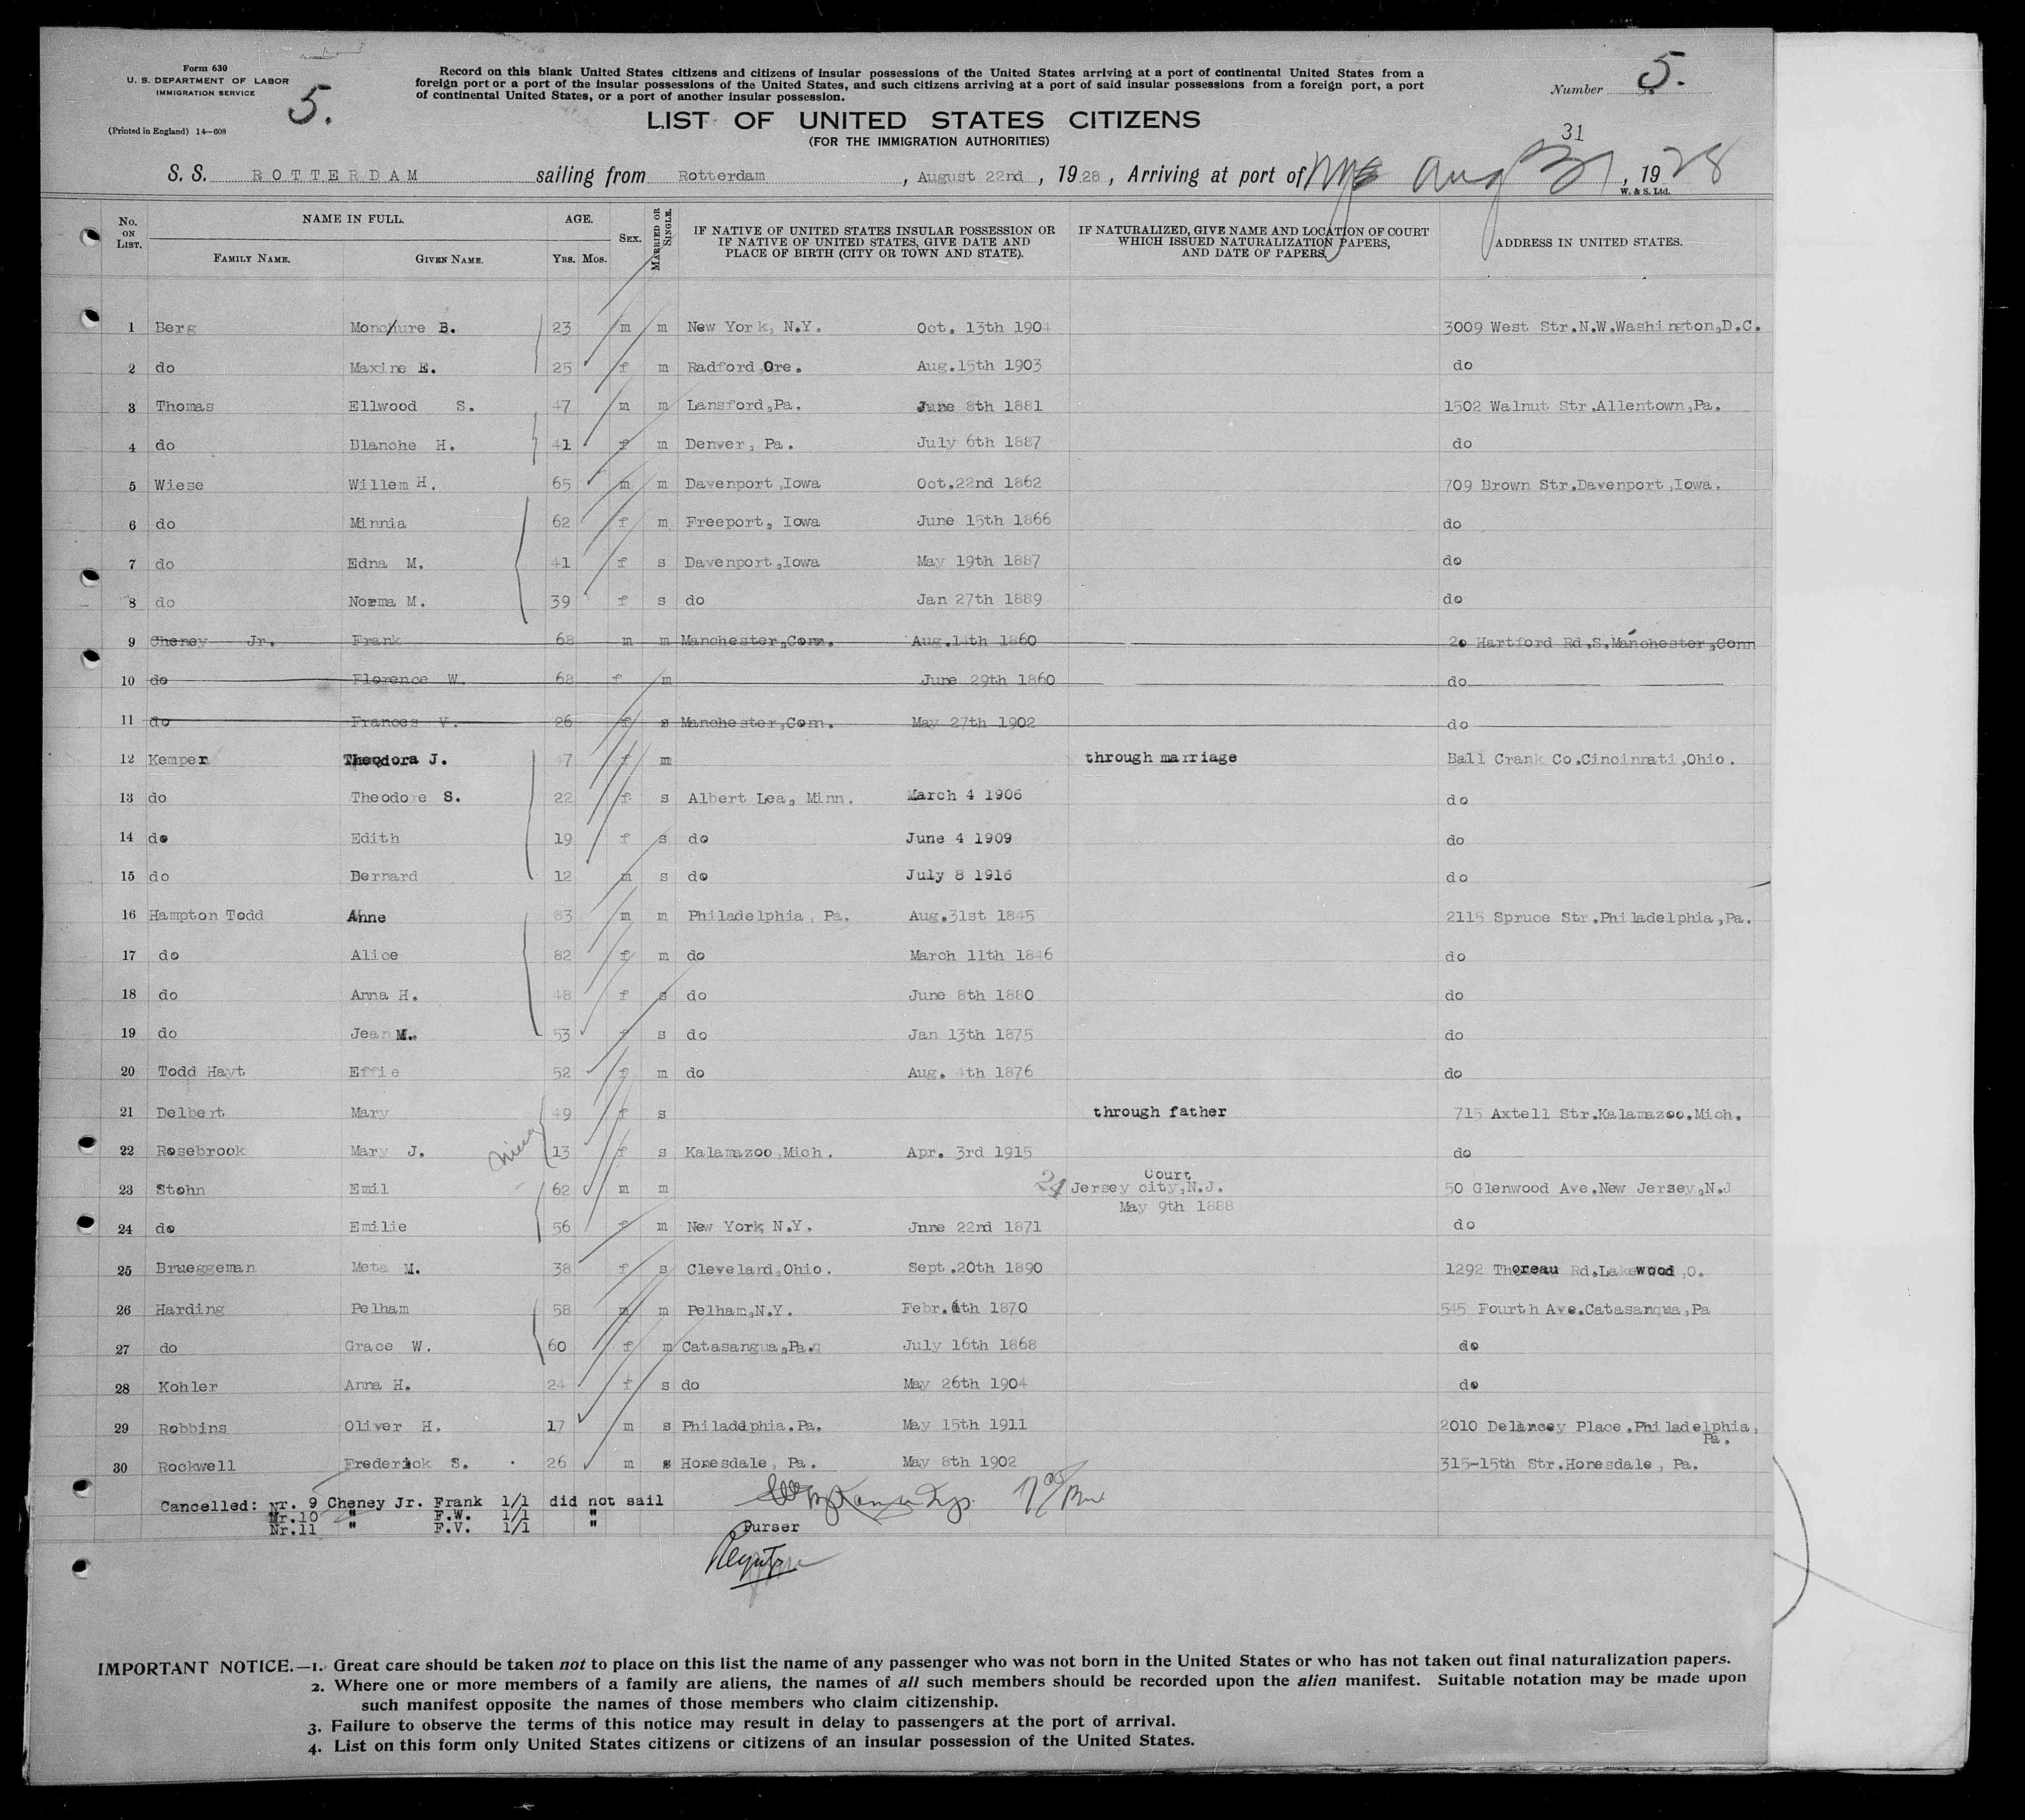 Form 630
U. S. DEPARTMENT OF LABOR
IMMIGRATION SERVICE
5.
(Printed in England) 14—608
Record on this blank United States citizens and citizens of insular possessions of the United States arriving at a port of continental United States from a
foreign port or a port of the insular possessions of the United States, and such citizens arriving at a port of said insular possessions from a foreign port, a port
of continental United States, or a port of another insular possession.
Number 5.
LIST OF UNITED STATES CITIZENS
(FOR THE IMMIGRATION AUTHORITIES)
31
S. S. ROTTERDAM sailing from Rotterdam , August 22nd , 1928 , Arriving at port of Aug 31 , 1928
W. & S. Ltd.
No. ON LIST. NAME IN FULL. FAMILY NAME. GIVEN NAME. AGE. YRS. MOS. SEX. MARRIED OR SINGLE. IF NATIVE OF UNITED STATES INSULAR POSSESSION OR IF NATIVE OF UNITED STATES, GIVE DATE AND PLACE OF BIRTH (CITY OR TOWN AND STATE). IF NATURALIZED, GIVE NAME AND LOCATION OF COURT WHICH ISSUED NATURALIZATION PAPERS, AND DATE OF PAPERS. ADDRESS IN UNITED STATES.
1 Berg Moncure B. 23 m m New York, N.Y. Oct. 13th 1904 3009 West Str.N.W.Washington,D.C.
2 do Maxine E. 25 f m Radford Ore. Aug.15th 1903 do
3 Thomas Ellwood S. 47 m m Lansford,Pa. June 8th 1881 1502 Walnut Str.Allentown,Pa.
4 do Blanche H. 41 f m Denver, Pa. July 6th 1887 do
5 Wiese Willem H. 65 m m Davenport,Iowa Oct.22nd 1862 709 Brown Str.Davenport,Iowa.
6 do Minnia 62 f m Freeport, Iowa June 15th 1866 do
7 do Edna M. 41 f s Davenport,Iowa May 19th 1887 do
8 do Norma M. 39 f s do Jan 27th 1889 do
9 Cheney Jr. Frank 68 m m Manchester,Conn. Aug.14th 1860 20 Hartford Rd.S.Manchester,Conn
10 do Florence W. 68 f m June 29th 1860 do
11 do Frances V. 26 f s Manchester,Conn. May 27th 1902 do
12 Kemper Theodora J. 47 f m through marriage Ball Crank Co.Cincinnati,Ohio.
13 do Theodore S. 22 f s Albert Lea, Minn. March 4 1906 do
14 do Edith 19 f s do June 4 1909 do
15 do Bernard 12 m s do July 8 1916 do
16 Hampton Todd Anne 83 m m Philadelphia, Pa. Aug.31st 1845 2115 Spruce Str.Philadelphia,Pa.
17 do Alice 82 f m do March 11th 1846 do
18 do Anna H. 48 f s do June 8th 1880 do
19 do Jean M. 53 f s do Jan 13th 1875 do
20 Todd Hayt Effie 52 f m do Aug. 4th 1876 do
21 Delbert Mary 49 f s through father 715 Axtell Str.Kalamazoo.Mich.
22 Rosebrook Mary J. 13 f s Kalamazoo,Mich. Apr. 3rd 1915 do
niece
23 Stohn Emil 62 m m 24 Court Jersey city,N.J. May 9th 1888 50 Glenwood Ave.New Jersey,N.J
24 do Emilie 56 f m New York N.Y. Jnne 22nd 1871 do
25 Brueggeman Meta M. 38 f s Cleveland,Ohio. Sept.20th 1890 1292 Thoreau Rd.Lakewood,O.
26 Harding Pelham 58 m m Pelham,N.Y. Febr. 1870 545 Fourth Ave.Catasanqua,Pa
27 do Grace W. 60 f m Catasangua,Pa.q July 16th 1868 do
28 Kohler Anna H. 24 f s do May 26th 1904 do
29 Robbins Oliver H. 17 m s Philadelphia.Pa. May 15th 1911 2010 Delancey Place.Philadelphia,
Pa.
30 Rockwell Frederick S. 26 m s Honesdale, Pa. May 8th 1902 315-15th Str.Honesdale, Pa.
Cancelled: Nr. 9 Cheney Jr. Frank 1/1 did not sail
Nr.10 " F.W. 1/1 "
Nr.11 " F.V. 1/1 "
Purser
IMPORTANT NOTICE.—1. Great care should be taken not to place on this list the name of any passenger who was not born in the United States or who has not taken out final naturalization papers.
2. Where one or more members of a family are aliens, the names of all such members should be recorded upon the alien manifest. Suitable notation may be made upon
such manifest opposite the names of those members who claim citizenship.
3. Failure to observe the terms of this notice may result in delay to passengers at the port of arrival.
4. List on this form only United States citizens or citizens of an insular possession of the United States.